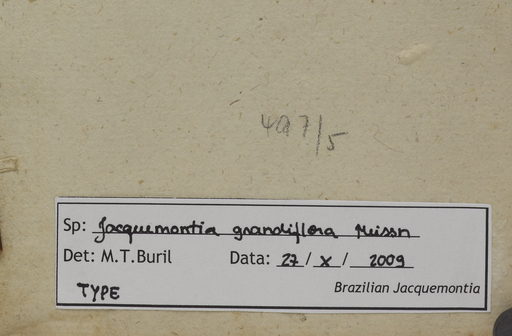 497/5
Sp: Jacquemontia grandiflora Meissn
Det: M.T.Buril Data: 27 / X / 2009
TYPE Brazilian Jacquemontia